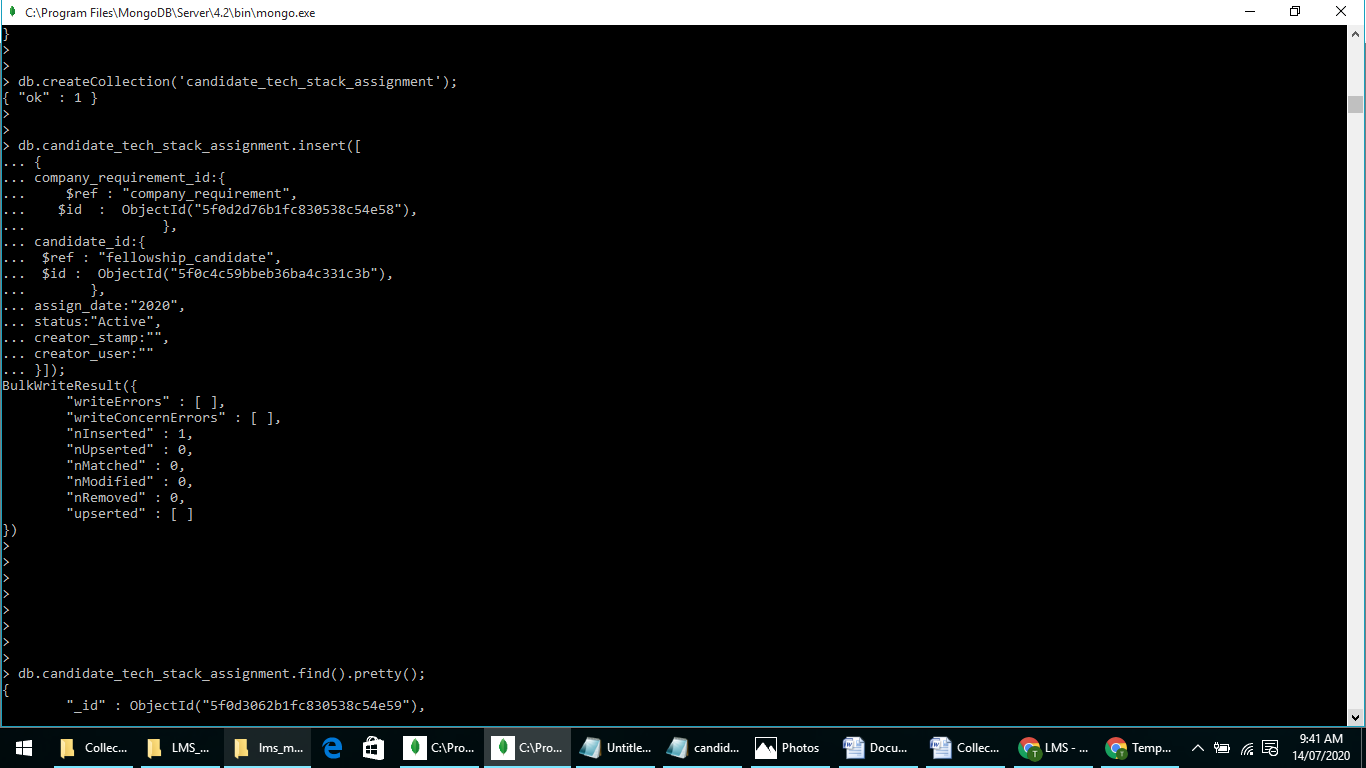 C:\Program Files\MongoDB\Server\4.2\bin\mongo.exe
}
>
>
> db.createCollection('candidate_tech_stack_assignment');
{ "ok" : 1 }
>
>
> db.candidate_tech_stack_assignment.insert([
... {
... company_requirement_id:{
...     $ref : "company_requirement",
...    $id  :  ObjectId("5f0d2d76b1fc830538c54e58"),
...                 },
... candidate_id:{
...  $ref : "fellowship_candidate",
...  $id :  ObjectId("5f0c4c59bbeb36ba4c331c3b"),
...        },
... assign_date:"2020",
... status:"Active",
... creator_stamp:"",
... creator_user:""
... }]);
BulkWriteResult({
        "writeErrors" : [ ],
        "writeConcernErrors" : [ ],
        "nInserted" : 1,
        "nUpserted" : 0,
        "nMatched" : 0,
        "nModified" : 0,
        "nRemoved" : 0,
        "upserted" : [ ]
})
>
>
>
>
>
>
>
>
> db.candidate_tech_stack_assignment.find().pretty();
{
        "_id" : ObjectId("5f0d3062b1fc830538c54e59"),
Collec... LMS_... lms_m... C:\Pro... C:\Pro... Untitle... candid... Photos Docu... Collec... LMS - ... Temp... 9:41 AM
14/07/2020